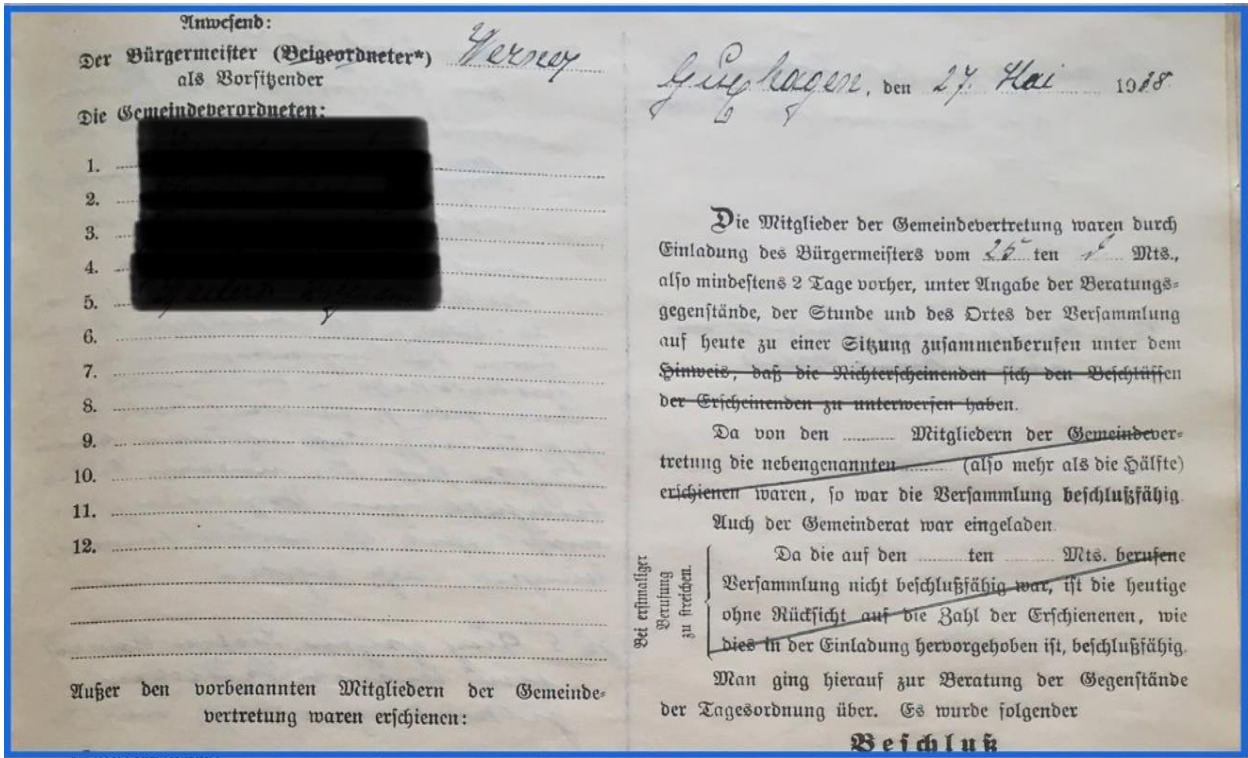 Anwesend:
Der Bürgermeister (Beigeordneter*) Werner
als Vorsitzender
Die Gemeindeverordneten:
1.
2.
3.
4.
5.
6.
7.
8.
9.
10.
11.
12.
Außer den vorbenannten Mitgliedern der Gemeinde=
vertretung waren erschienen:
Guxhagen, den 27. Mai 1938
Die Mitglieder der Gemeindevertretung waren durch
Einladung des Bürgermeisters vom 25 ten d. Mts.,
also mindestens 2 Tage vorher, unter Angabe der Beratungs=
gegenstände, der Stunde und des Ortes der Versammlung
auf heute zu einer Sitzung zusammenberufen unter dem
Hinweis, daß die Nichterscheinenden sich den Beschlüssen
der Erscheinenden zu unterwerfen haben.
Da von den ........ Mitgliedern der Gemeindever=
tretung die nebengenannten ........ (also mehr als die Hälfte)
erschienen waren, so war die Versammlung beschlußfähig.
Auch der Gemeinderat war eingeladen.
Bei erstmaliger
Berufung
zu streichen.
Da die auf den ........ ten ........ Mts. berufene
Versammlung nicht beschlußfähig war, ist die heutige
ohne Rücksicht auf die Zahl der Erschienenen, wie
dies in der Einladung hervorgehoben ist, beschlußfähig.
Man ging hierauf zur Beratung der Gegenstände
der Tagesordnung über. Es wurde folgender
Beschluß